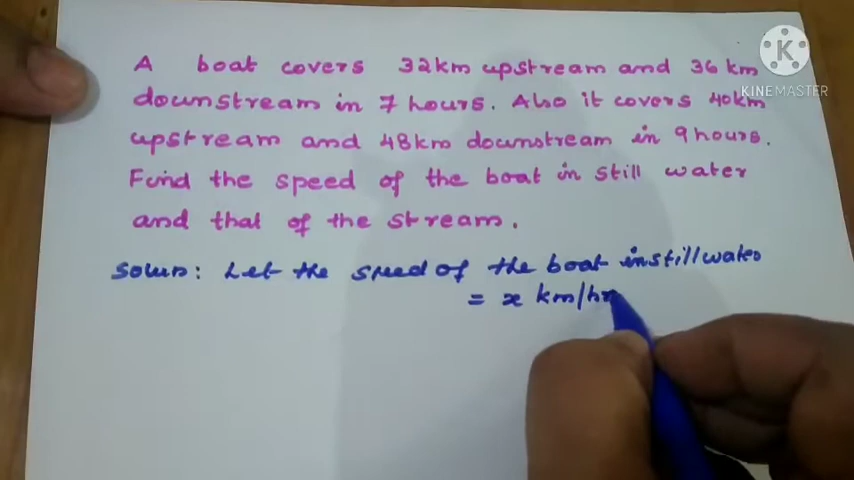 A boat covers 32km upstream and 36 km
downstream in 7 hours. Also it covers 40km
upstream and 48km downstream in 9 hours.
Find the speed of the boat in still water
and that of the stream.
Soln: Let the speed of the boat in still water
= x km/hr
K
KINEMASTER